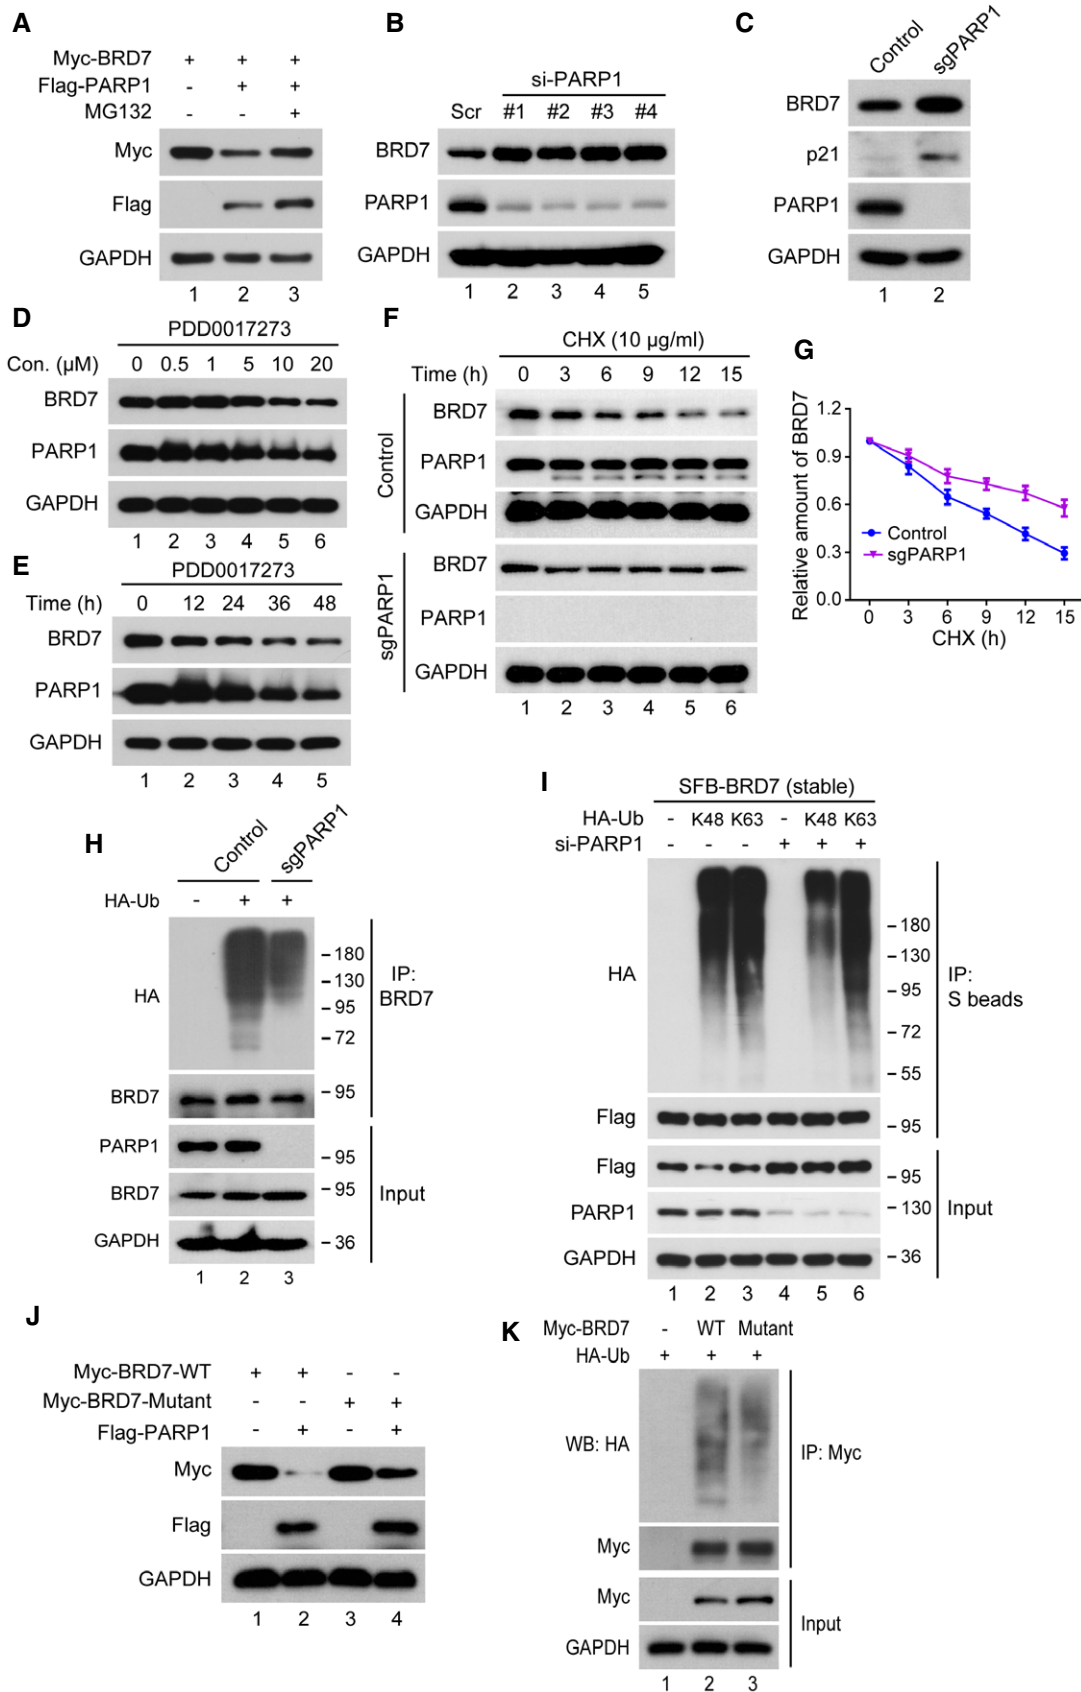 A
Myc-BRD7 + + +
Flag-PARP1 - + +
MG132 - - +
Myc
Flag
GAPDH
1 2 3
B
si-PARP1
Scr #1 #2 #3 #4
BRD7
PARP1
GAPDH
1 2 3 4 5
C
Control sgPARP1
BRD7
p21
PARP1
GAPDH
1 2
D
PDD0017273
Con. (µM) 0 0.5 1 5 10 20
BRD7
PARP1
GAPDH
1 2 3 4 5 6
E
PDD0017273
Time (h) 0 12 24 36 48
BRD7
PARP1
GAPDH
1 2 3 4 5
F
CHX (10 µg/ml)
Time (h) 0 3 6 9 12 15
Control
BRD7
PARP1
GAPDH
sgPARP1
BRD7
PARP1
GAPDH
1 2 3 4 5 6
G
Relative amount of BRD7
1.2
0.9
0.6
0.3
0.0
Control
sgPARP1
0 3 6 9 12 15
CHX (h)
H
Control sgPARP1
HA-Ub - + +
HA
- 180
- 130
- 95
- 72
BRD7 - 95
IP:
BRD7
PARP1 - 95
BRD7 - 95
GAPDH - 36
Input
1 2 3
I
SFB-BRD7 (stable)
HA-Ub - K48 K63 - K48 K63
si-PARP1 - - - + + +
HA
- 180
- 130
- 95
- 72
- 55
Flag - 95
IP:
S beads
Flag - 95
PARP1 - 130
GAPDH - 36
Input
1 2 3 4 5 6
J
Myc-BRD7-WT + + - -
Myc-BRD7-Mutant - - + +
Flag-PARP1 - + - +
Myc
Flag
GAPDH
1 2 3 4
K
Myc-BRD7 - WT Mutant
HA-Ub + + +
WB: HA
Myc
IP: Myc
Myc
GAPDH
Input
1 2 3